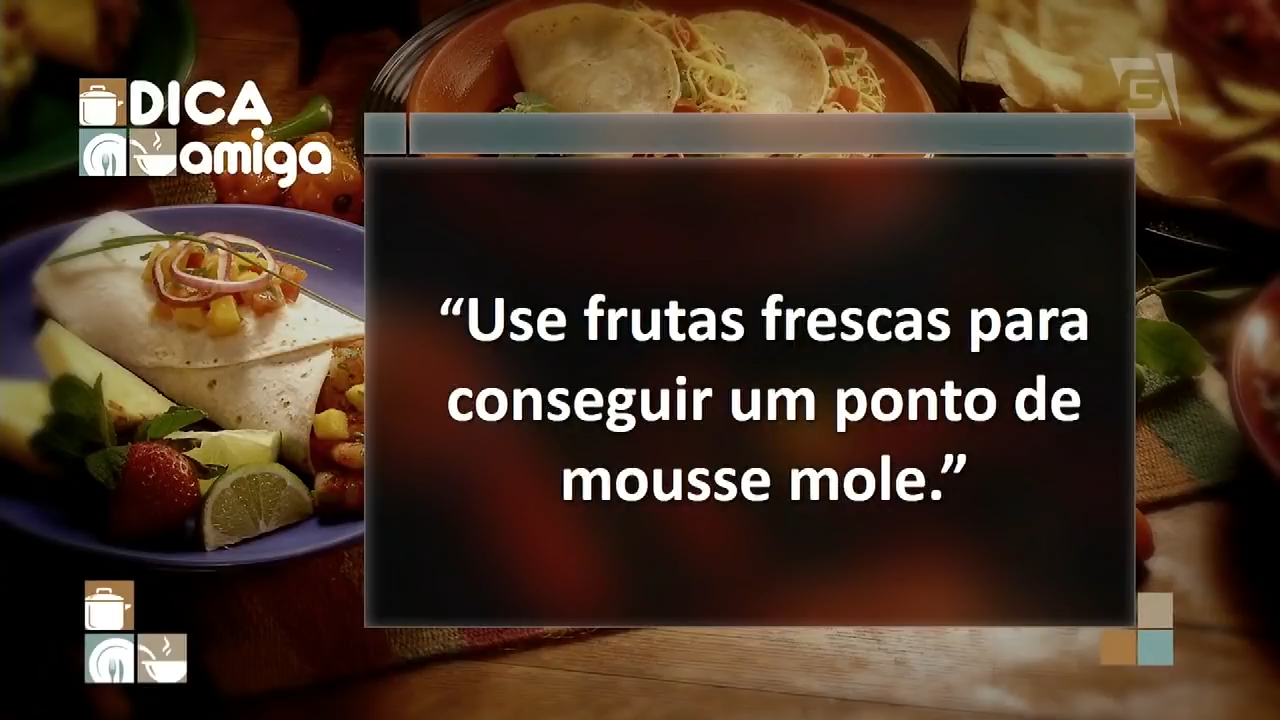 DICA
amiga
G
“Use frutas frescas para
conseguir um ponto de
mousse mole.”